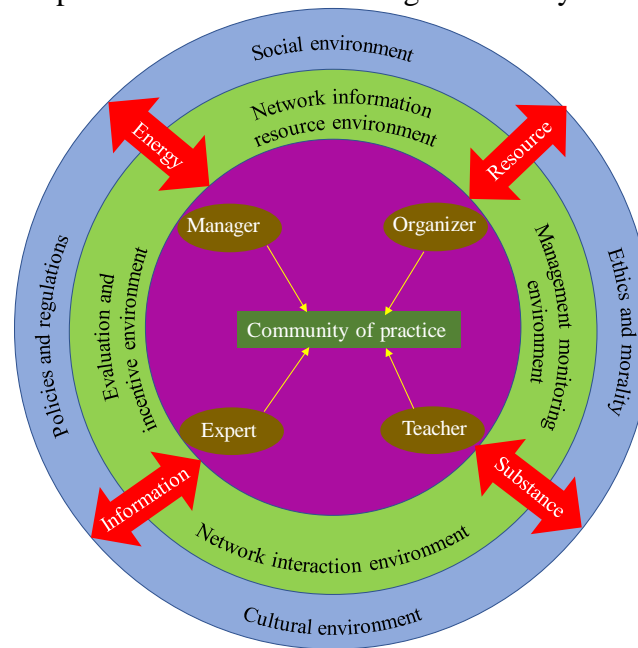 Social environment
Network information
resource environment
Energy
Resource
Manager
Organizer
Policies and regulations
Evaluation and
incentive environment
Community of practice
Management monitoring
environment
Ethics and morality
Expert
Teacher
Information
Substance
Network interaction environment
Cultural environment